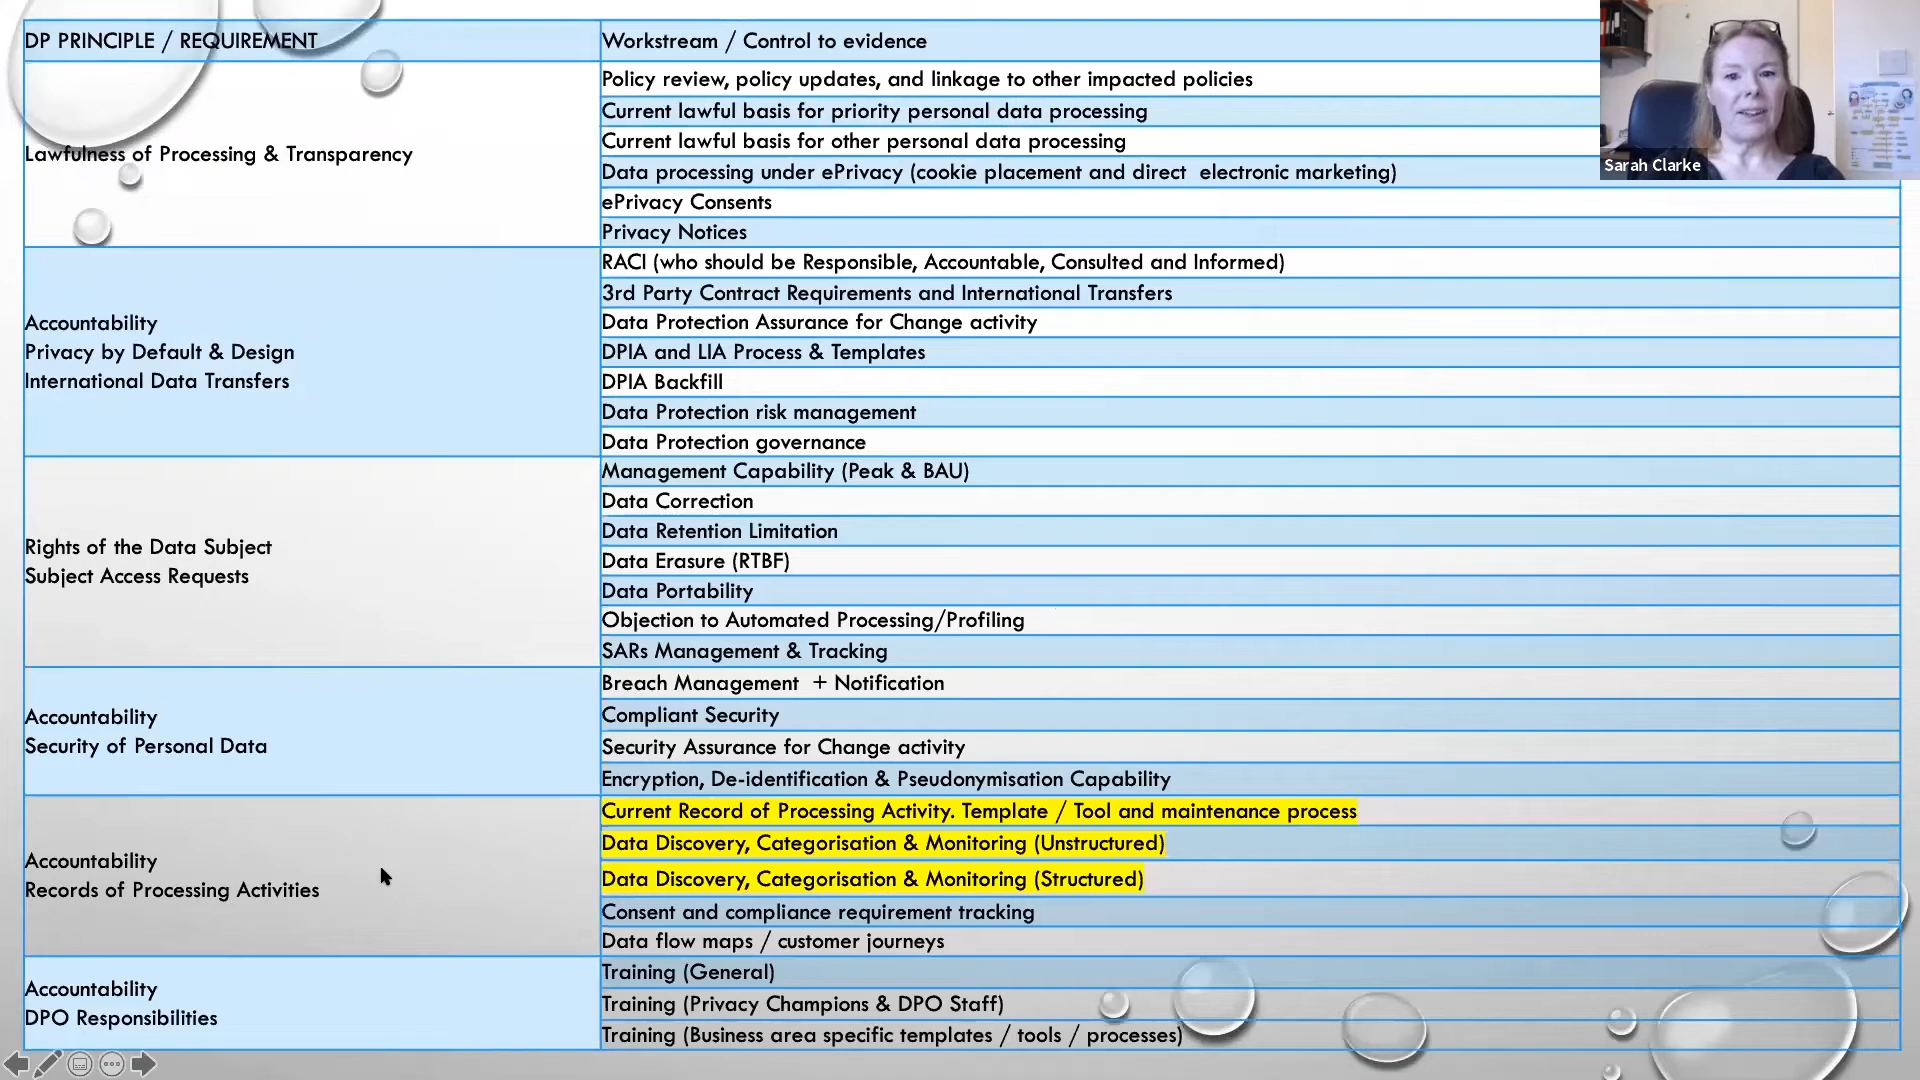 DP PRINCIPLE / REQUIREMENT
Workstream / Control to evidence
Lawfulness of Processing & Transparency
Policy review, policy updates, and linkage to other impacted policies
Current lawful basis for priority personal data processing
Current lawful basis for other personal data processing
Data processing under ePrivacy (cookie placement and direct electronic marketing)
ePrivacy Consents
Privacy Notices
Accountability
Privacy by Default & Design
International Data Transfers
RACI (who should be Responsible, Accountable, Consulted and Informed)
3rd Party Contract Requirements and International Transfers
Data Protection Assurance for Change activity
DPIA and LIA Process & Templates
DPIA Backfill
Data Protection risk management
Data Protection governance
Rights of the Data Subject
Subject Access Requests
Management Capability (Peak & BAU)
Data Correction
Data Retention Limitation
Data Erasure (RTBF)
Data Portability
Objection to Automated Processing/Profiling
SARs Management & Tracking
Accountability
Security of Personal Data
Breach Management + Notification
Compliant Security
Security Assurance for Change activity
Encryption, De-identification & Pseudonymisation Capability
Accountability
Records of Processing Activities
Current Record of Processing Activity. Template / Tool and maintenance process
Data Discovery, Categorisation & Monitoring (Unstructured)
Data Discovery, Categorisation & Monitoring (Structured)
Consent and compliance requirement tracking
Data flow maps / customer journeys
Accountability
DPO Responsibilities
Training (General)
Training (Privacy Champions & DPO Staff)
Training (Business area specific templates / tools / processes)
Sarah Clarke